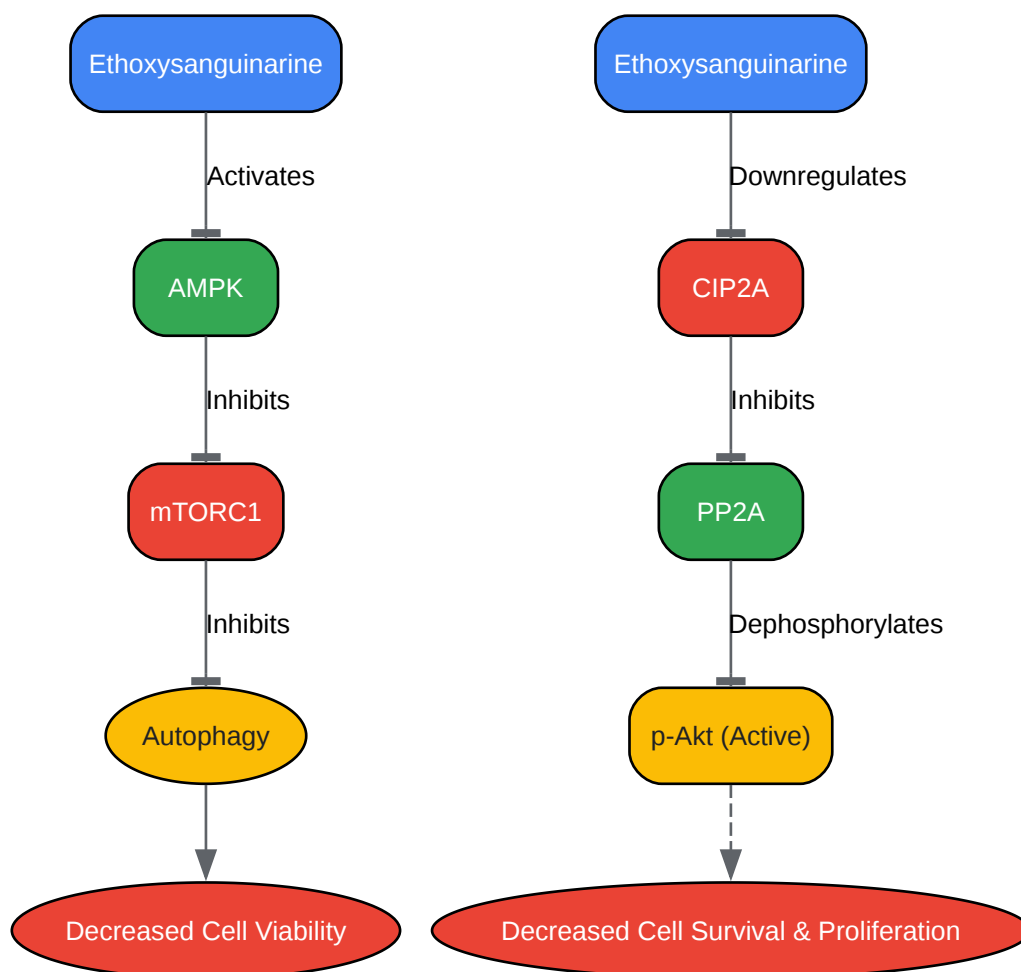 Ethoxysanguinarine
Activates
AMPK
Inhibits
mTORC1
Inhibits
Autophagy
Decreased Cell Viability
Ethoxysanguinarine
Downregulates
CIP2A
Inhibits
PP2A
Dephosphorylates
p-Akt (Active)
Decreased Cell Survival & Proliferation